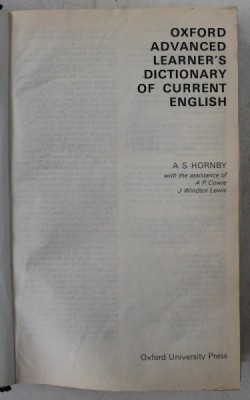 OXFORD
ADVANCED
LEARNER'S
DICTIONARY
OF CURRENT
ENGLISH
A S HORNBY
with the assistance of
A P Cowie
J Windsor Lewis
Oxford University Press